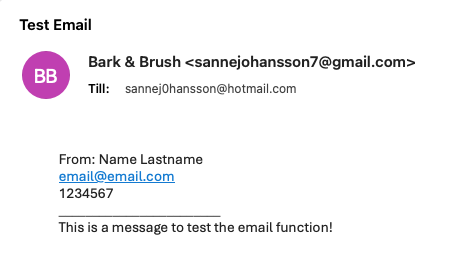 Test Email
BB
Bark & Brush <sannejohansson7@gmail.com>
Till: sannej0hansson@hotmail.com
From: Name Lastname
email@email.com
1234567
This is a message to test the email function!